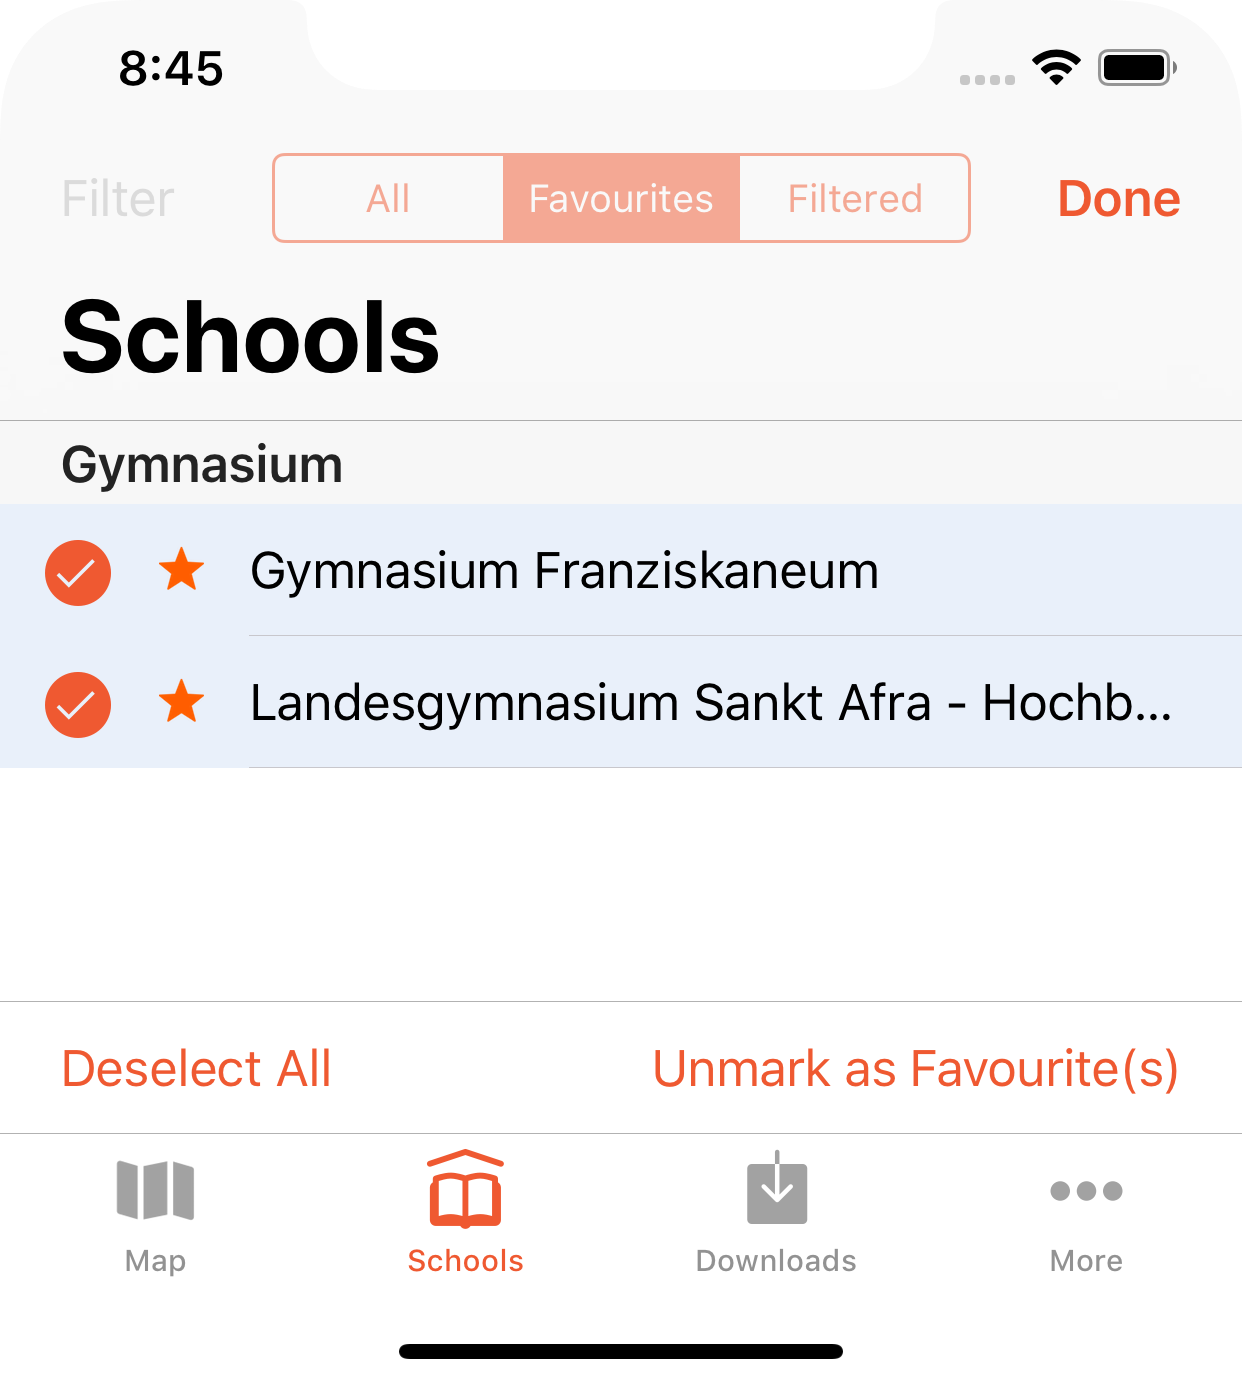 8:45
Filter
All
Favourites
Filtered
Done
Schools
Gymnasium
Gymnasium Franziskaneum
Landesgymnasium Sankt Afra - Hochb...
Deselect All
Unmark as Favourite(s)
Map
Schools
Downloads
More